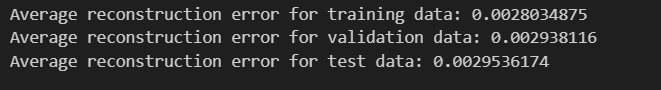 Average reconstruction error for training data: 0.0028034875
Average reconstruction error for validation data: 0.002938116
Average reconstruction error for test data: 0.0029536174